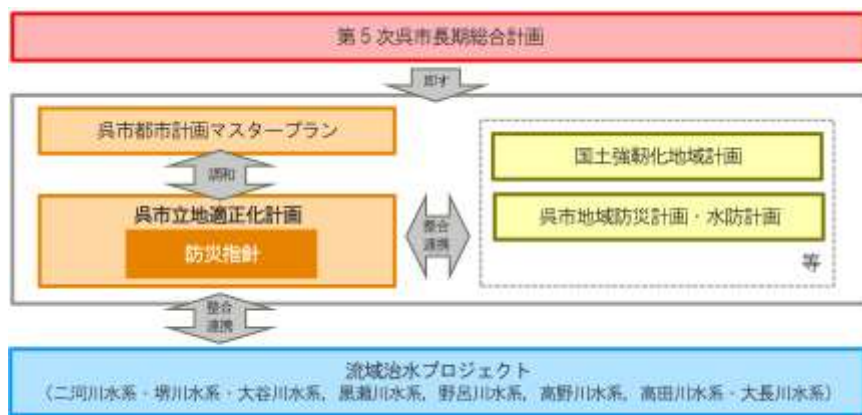 第5次呉市長期総合計画
即す
呉市都市計画マスタープラン
調和
呉市立地適正化計画
防災指針
整合
連携
国土強靱化地域計画
呉市地域防災計画・水防計画
等
整合
連携
流域治水プロジェクト
(二河川水系・堺川水系・大谷川水系,黒瀬川水系,野呂川水系,高野川水系,高田川水系・大長川水系)